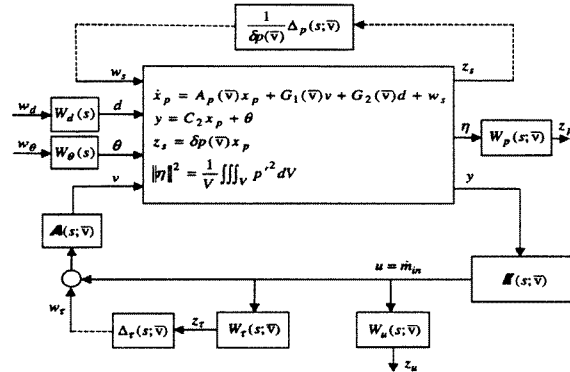 1/δp(v̄) Δ_p(s;v̄)
w_s
z_s
w_d
W_d(s)
d
w_θ
W_θ(s)
θ
v
ẋ_p = A_p(v̄)x_p + G_1(v̄)v + G_2(v̄)d + w_s
y = C_2 x_p + θ
z_s = δp(v̄)x_p
‖η‖² = 1/V ∭_V p'² dV
η
W_p(s;v̄)
z_p
y
A(s;v̄)
u = ṁ_in
K(s;v̄)
w_τ
Δ_τ(s;v̄)
z_τ
W_τ(s;v̄)
W_u(s;v̄)
z_u